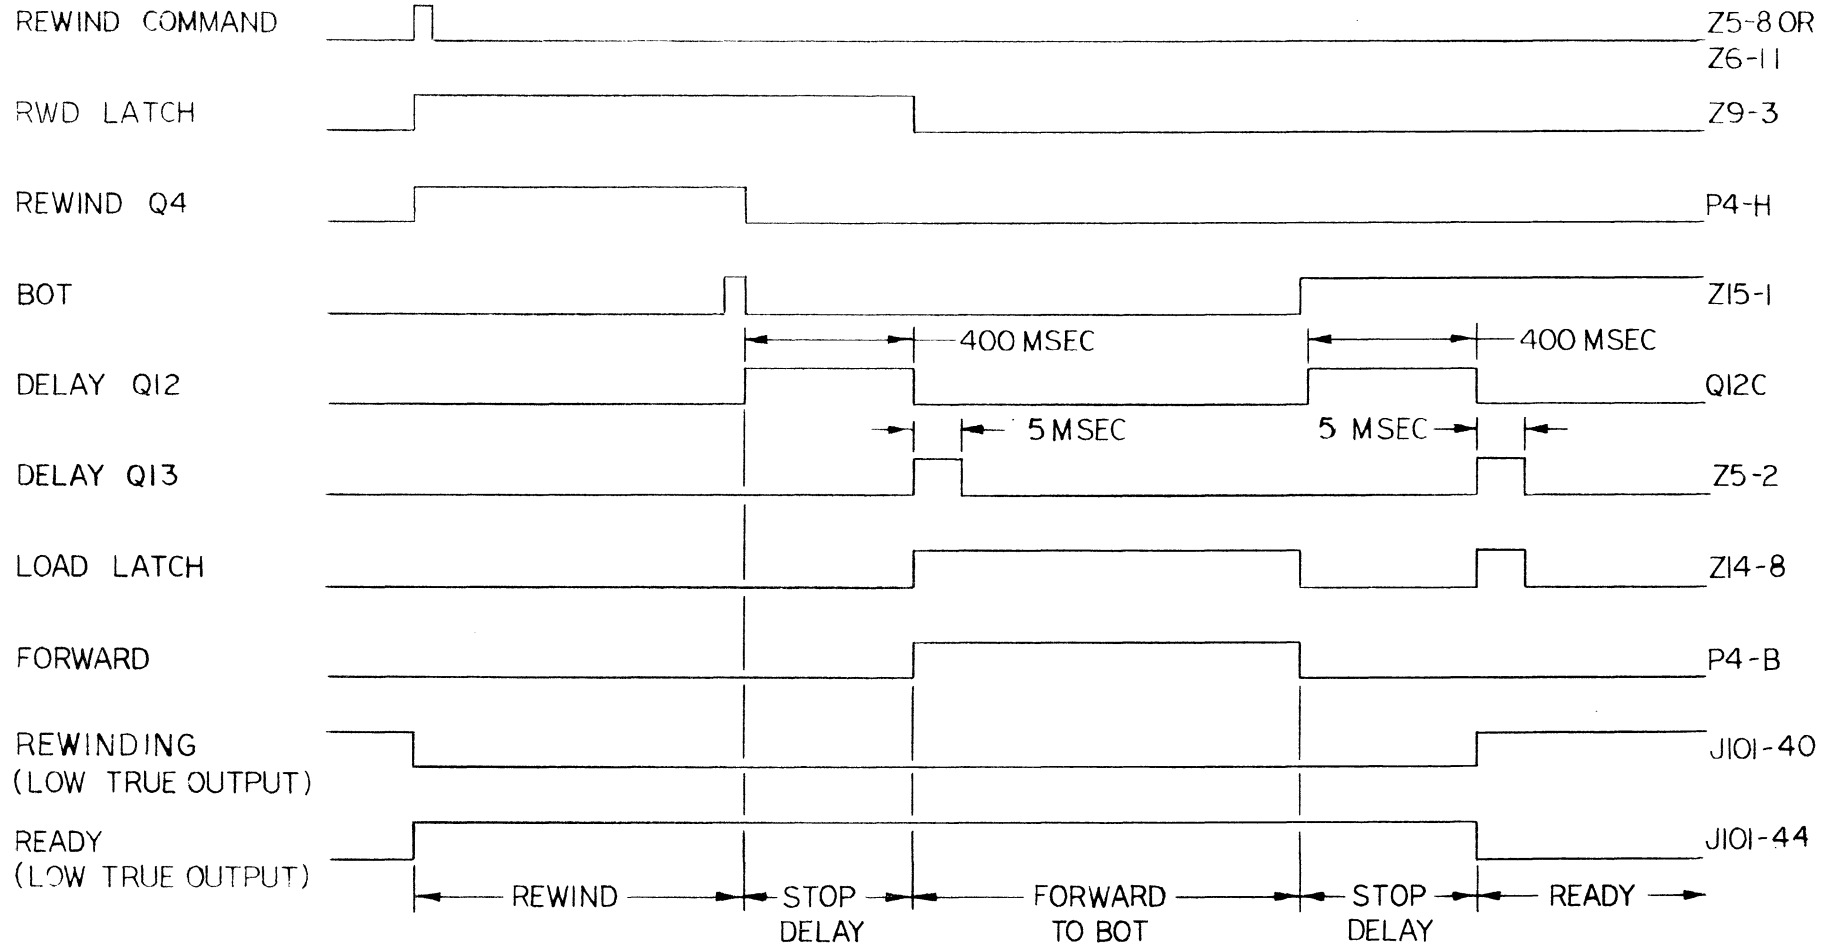 REWIND COMMAND
Z5-8 OR
Z6-11
RWD LATCH
Z9-3
REWIND Q4
P4-H
BOT
Z15-1
400 MSEC
400 MSEC
DELAY Q12
Q12C
5 MSEC
5 MSEC
DELAY Q13
Z5-2
LOAD LATCH
Z14-8
FORWARD
P4-B
REWINDING
(LOW TRUE OUTPUT)
J101-40
READY
(LOW TRUE OUTPUT)
J101-44
REWIND
STOP
DELAY
FORWARD
TO BOT
STOP
DELAY
READY